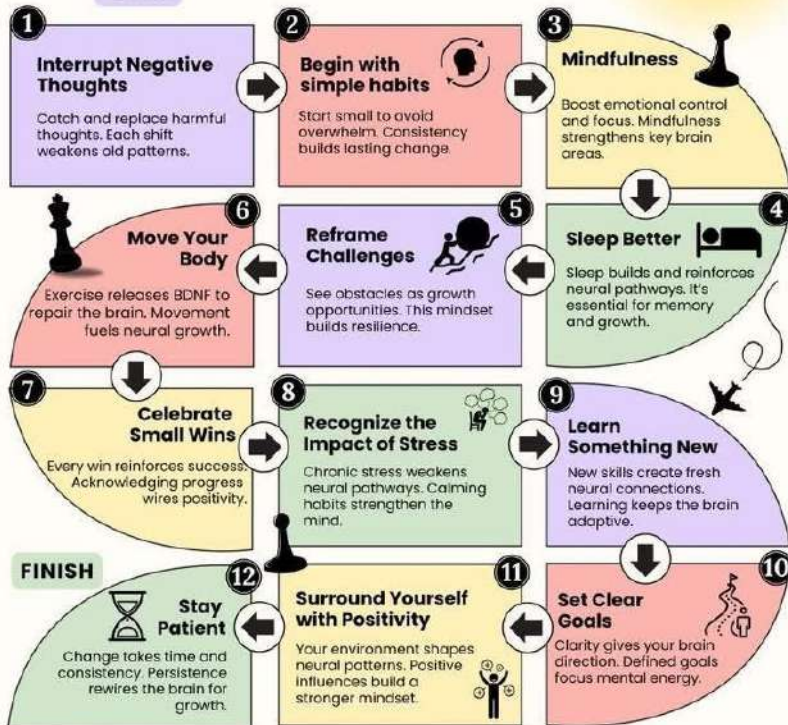 1
Interrupt Negative
Thoughts
Catch and replace harmful
thoughts. Each shift
weakens old patterns.
2
Begin with
simple habits
Start small to avoid
overwhelm. Consistency
builds lasting change.
3
Mindfulness
Boost emotional control
and focus. Mindfulness
strengthens key brain
areas.
4
Sleep Better
Sleep builds and reinforces
neural pathways. It's
essential for memory
and growth.
5
Reframe
Challenges
See obstacles as growth
opportunities. This mindset
builds resilience.
6
Move Your
Body
Exercise releases BDNF to
repair the brain. Movement
fuels neural growth.
7
Celebrate
Small Wins
Every win reinforces success.
Acknowledging progress
wires positivity.
8
Recognize the
Impact of Stress
Chronic stress weakens
neural pathways. Calming
habits strengthen the
mind.
9
Learn
Something New
New skills create fresh
neural connections.
Learning keeps the brain
adaptive.
10
Set Clear
Goals
Clarity gives your brain
direction. Defined goals
focus mental energy.
11
Surround Yourself
with Positivity
Your environment shapes
neural patterns. Positive
influences build a
stronger mindset.
FINISH
12
Stay
Patient
Change takes time and
consistency. Persistence
rewires the brain for
growth.